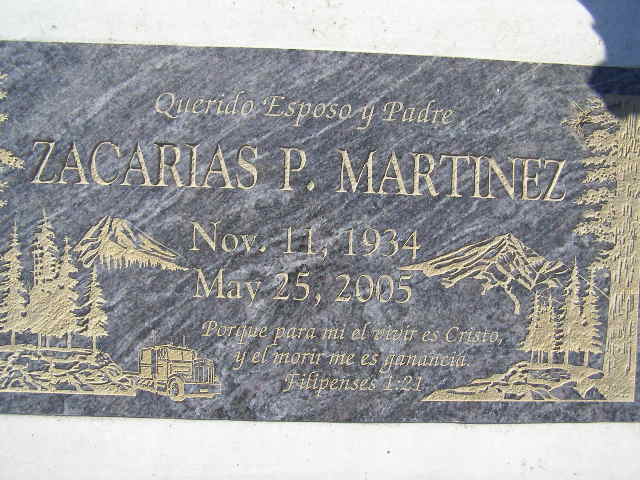 Querido Esposo y Padre
ZACARIAS P. MARTINEZ
Nov. 11, 1934
May 25, 2005
Porque para mi el vivir es Cristo,
y el morir me es ganancia.
Filipenses 1:21